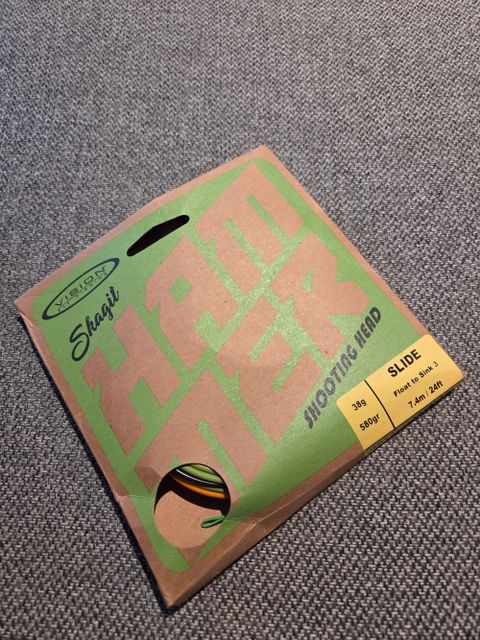 VISION
Skagit
HAM
MER
SHOOTING HEAD
38g
580gr
SLIDE
Float to Sink 3
7.4m / 24ft